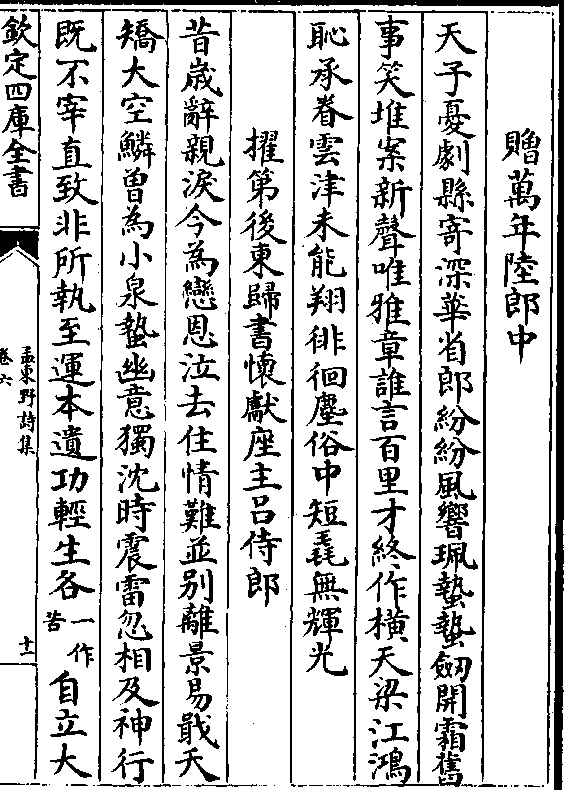 贈萬年陸郎中
天子憂劇縣寄深華省郎紛紛風響珮蟄蟄劒開霜舊
事笑堆案新聲唯雅章誰言百里才終作橫天梁江鴻
恥承眷雲津未能翔徘徊塵俗中短毳無輝光
擢第後東歸書懷獻座主呂侍郎
昔歲辭親淚今為戀恩泣去住情難並別離景易戢天
矯大空鱗曾為小泉蟄幽意獨沈時震雷忽相及神行
既不宰直致非所執至運本遺功輕生各一作苦自立大
欽定四庫全書
孟東野詩集
卷六
十二